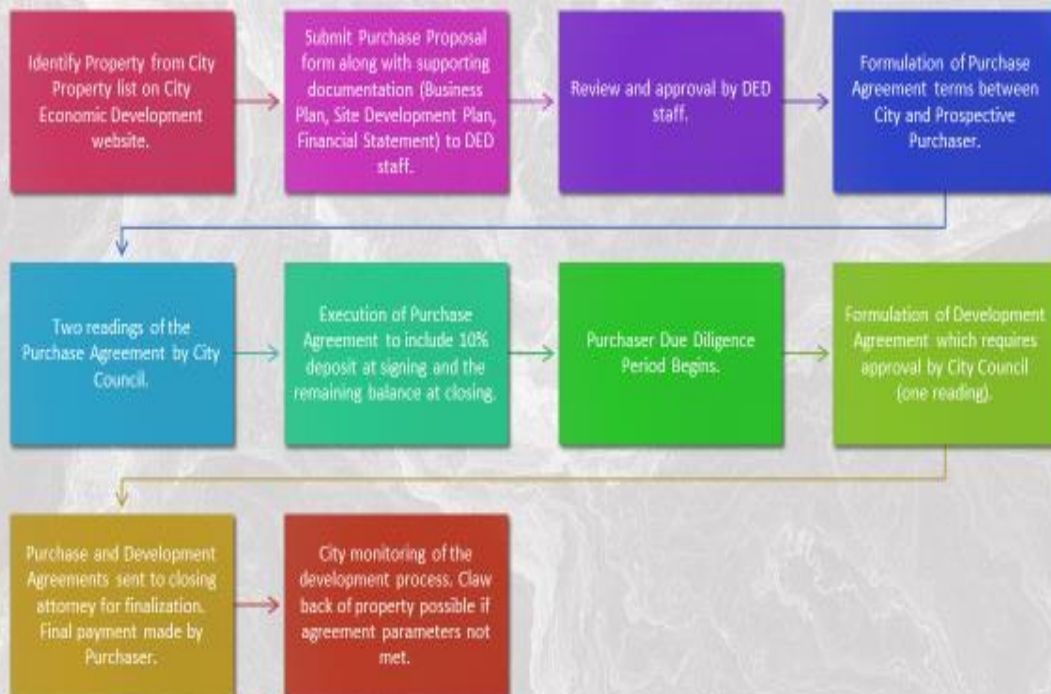 Identify Property from City
Property list on City
Economic Development
website.
Submit Purchase Proposal
form along with supporting
documentation (Business
Plan, Site Development Plan,
Financial Statement) to DED
staff.
Review and approval by DED
staff.
Formulation of Purchase
Agreement terms between
City and Prospective
Purchaser.
Two readings of the
Purchase Agreement by City
Council.
Execution of Purchase
Agreement to include 10%
deposit at signing and the
remaining balance at closing.
Purchaser Due Diligence
Period Begins.
Formulation of Development
Agreement which requires
approval by City Council
(one reading).
Purchase and Development
Agreements sent to closing
attorney for finalization.
Final payment made by
Purchaser.
City monitoring of the
development process. Claw
back of property possible if
agreement parameters not
met.